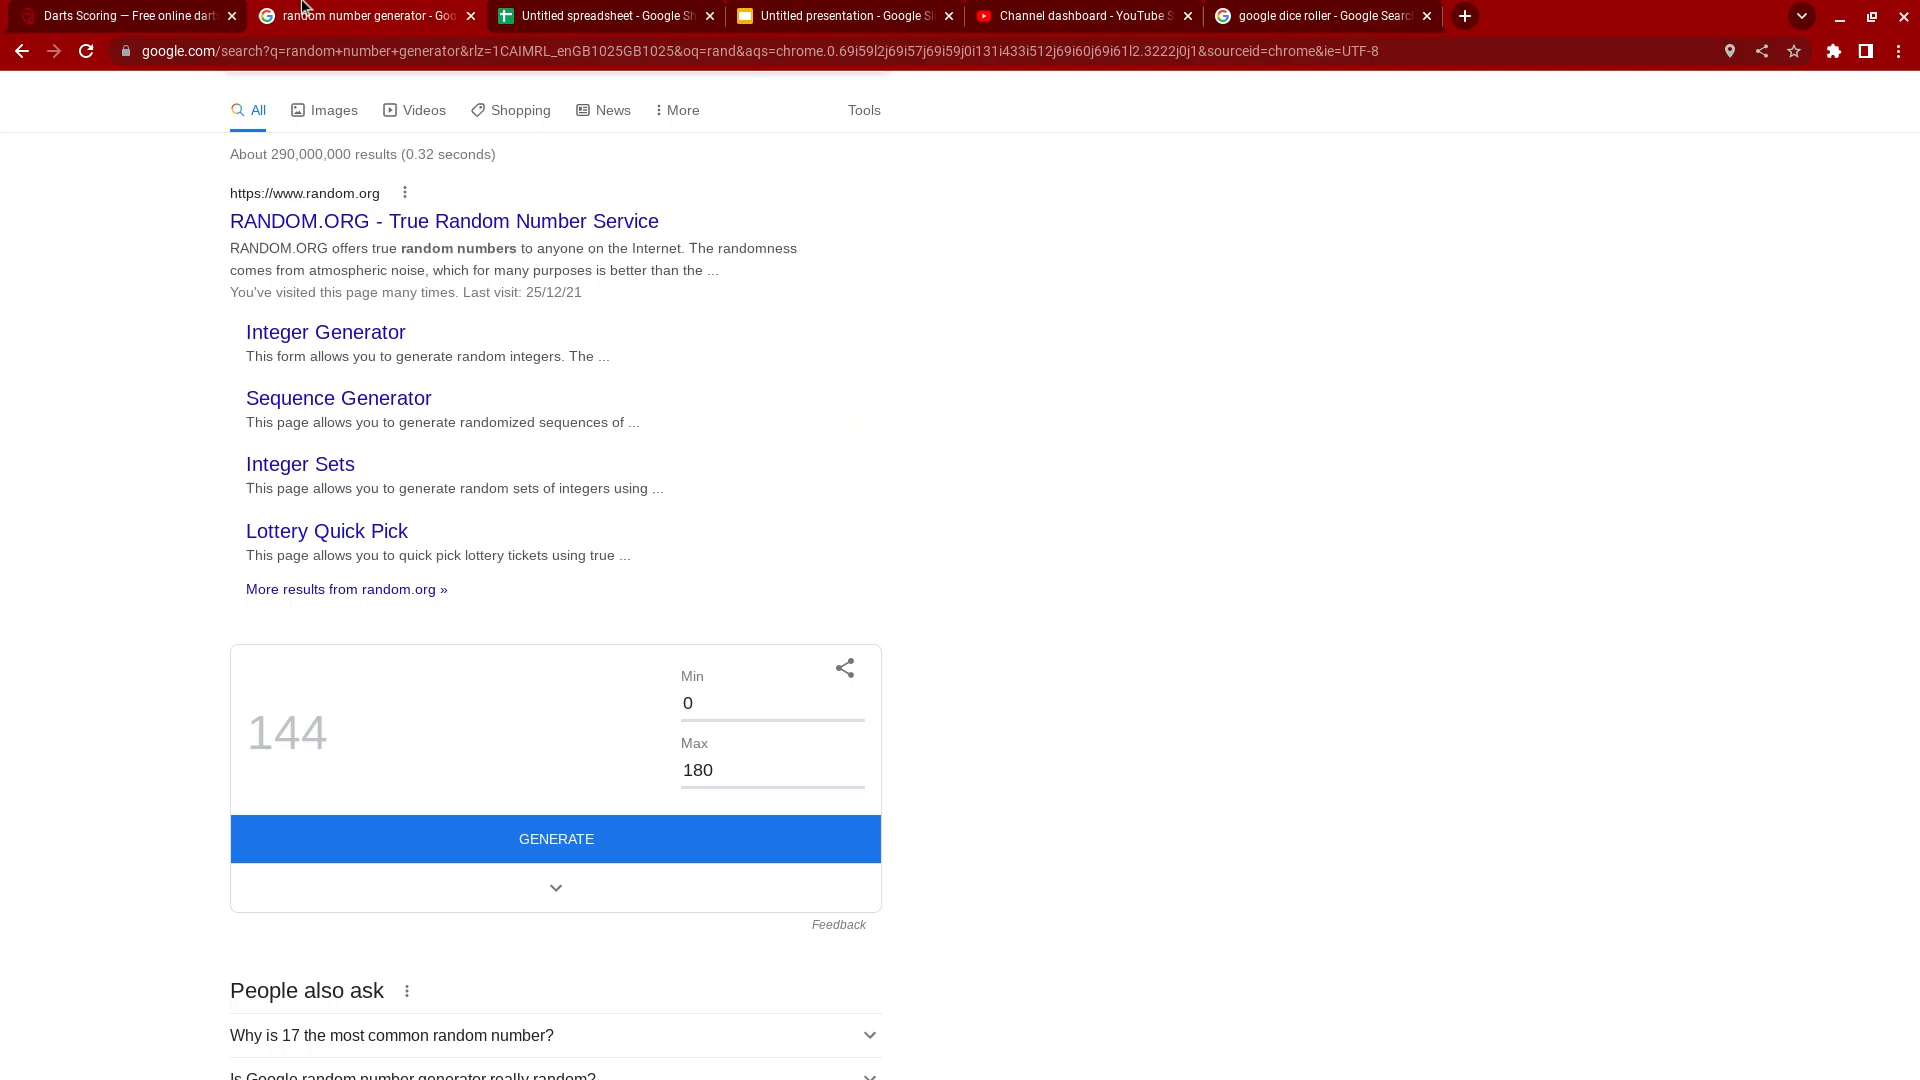 Darts Scoring — Free online dart
random number generator - Goo
Untitled spreadsheet - Google Sh
Untitled presentation - Google Sli
Channel dashboard - YouTube S
google dice roller - Google Search
google.com/search?q=random+number+generator&rlz=1CAIMRL_enGB1025GB1025&oq=rand&aqs=chrome.0.69i59l2j69i57j69i59j0i131i433i512j69i60j69i61l2.3222j0j1&sourceid=chrome&ie=UTF-8
All
Images
Videos
Shopping
News
More
Tools
About 290,000,000 results (0.32 seconds)
https://www.random.org
RANDOM.ORG - True Random Number Service
RANDOM.ORG offers true random numbers to anyone on the Internet. The randomness
comes from atmospheric noise, which for many purposes is better than the ...
You've visited this page many times. Last visit: 25/12/21
Integer Generator
This form allows you to generate random integers. The ...
Sequence Generator
This page allows you to generate randomized sequences of ...
Integer Sets
This page allows you to generate random sets of integers using ...
Lottery Quick Pick
This page allows you to quick pick lottery tickets using true ...
More results from random.org »
144
Min
0
Max
180
GENERATE
Feedback
People also ask
Why is 17 the most common random number?
Is Google random number generator really random?